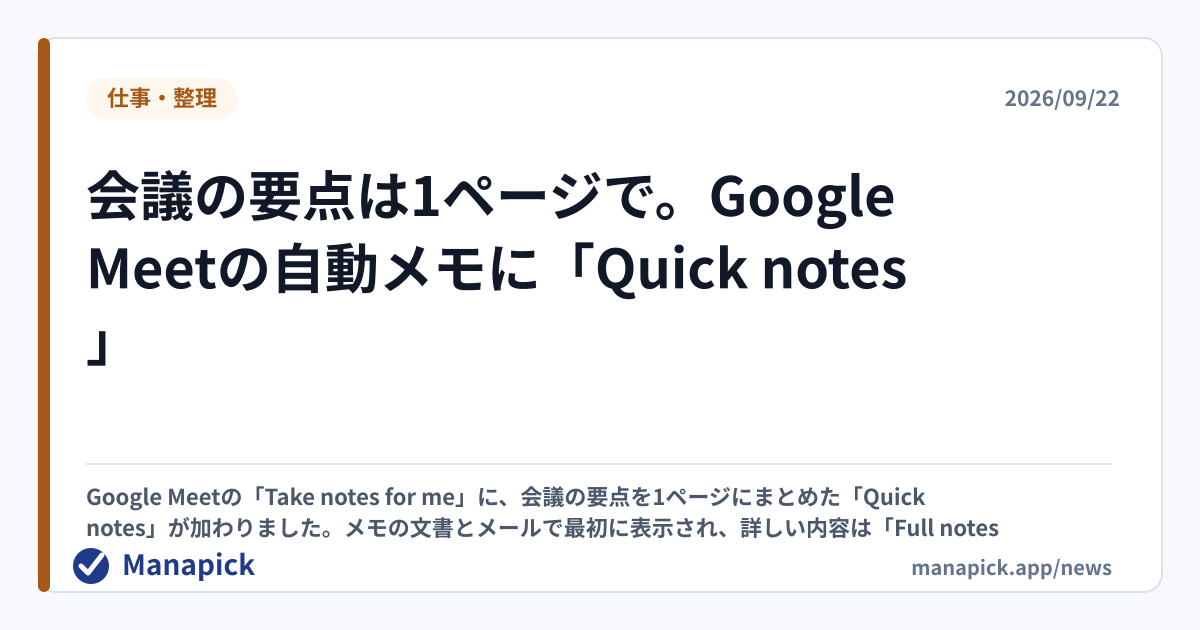 仕事・整理
2026/09/22
会議の要点は1ページで。Google
Meetの自動メモに「Quick notes
」
Google Meetの「Take notes for me」に、会議の要点を1ページにまとめた「Quick
notes」が加わりました。メモの文書とメールで最初に表示され、詳しい内容は「Full notes
Manapick
manapick.app/news